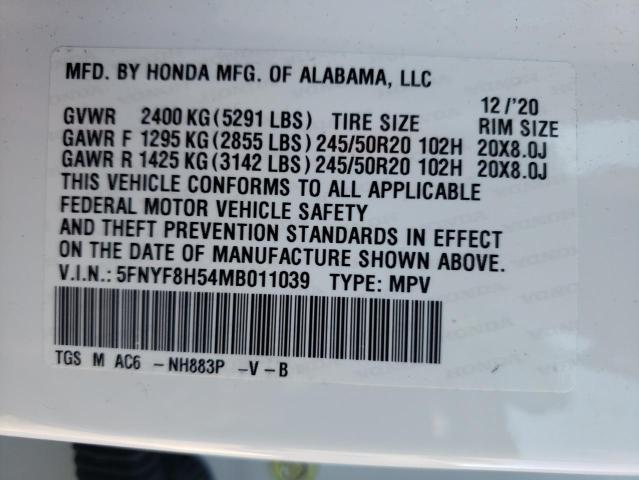 MFD. BY HONDA MFG. OF ALABAMA, LLC
12 /'20
GVWR 2400 KG(5291 LBS) TIRE SIZE RIM SIZE
GAWR F 1295 KG(2855 LBS)245/50R20 102H 20X8.0J
GAWR R 1425 KG(3142 LBS)245/50R20 102H 20X8.0J
THIS VEHICLE CONFORMS TO ALL APPLICABLE
FEDERAL MOTOR VEHICLE SAFETY
AND THEFT PREVENTION STANDARDS IN EFFECT
ON THE DATE OF MANUFACTURE SHOWN ABOVE.
V.I.N.: 5FNYF8H54MB011039 TYPE: MPV
TGS M AC6 -NH883P -V-B